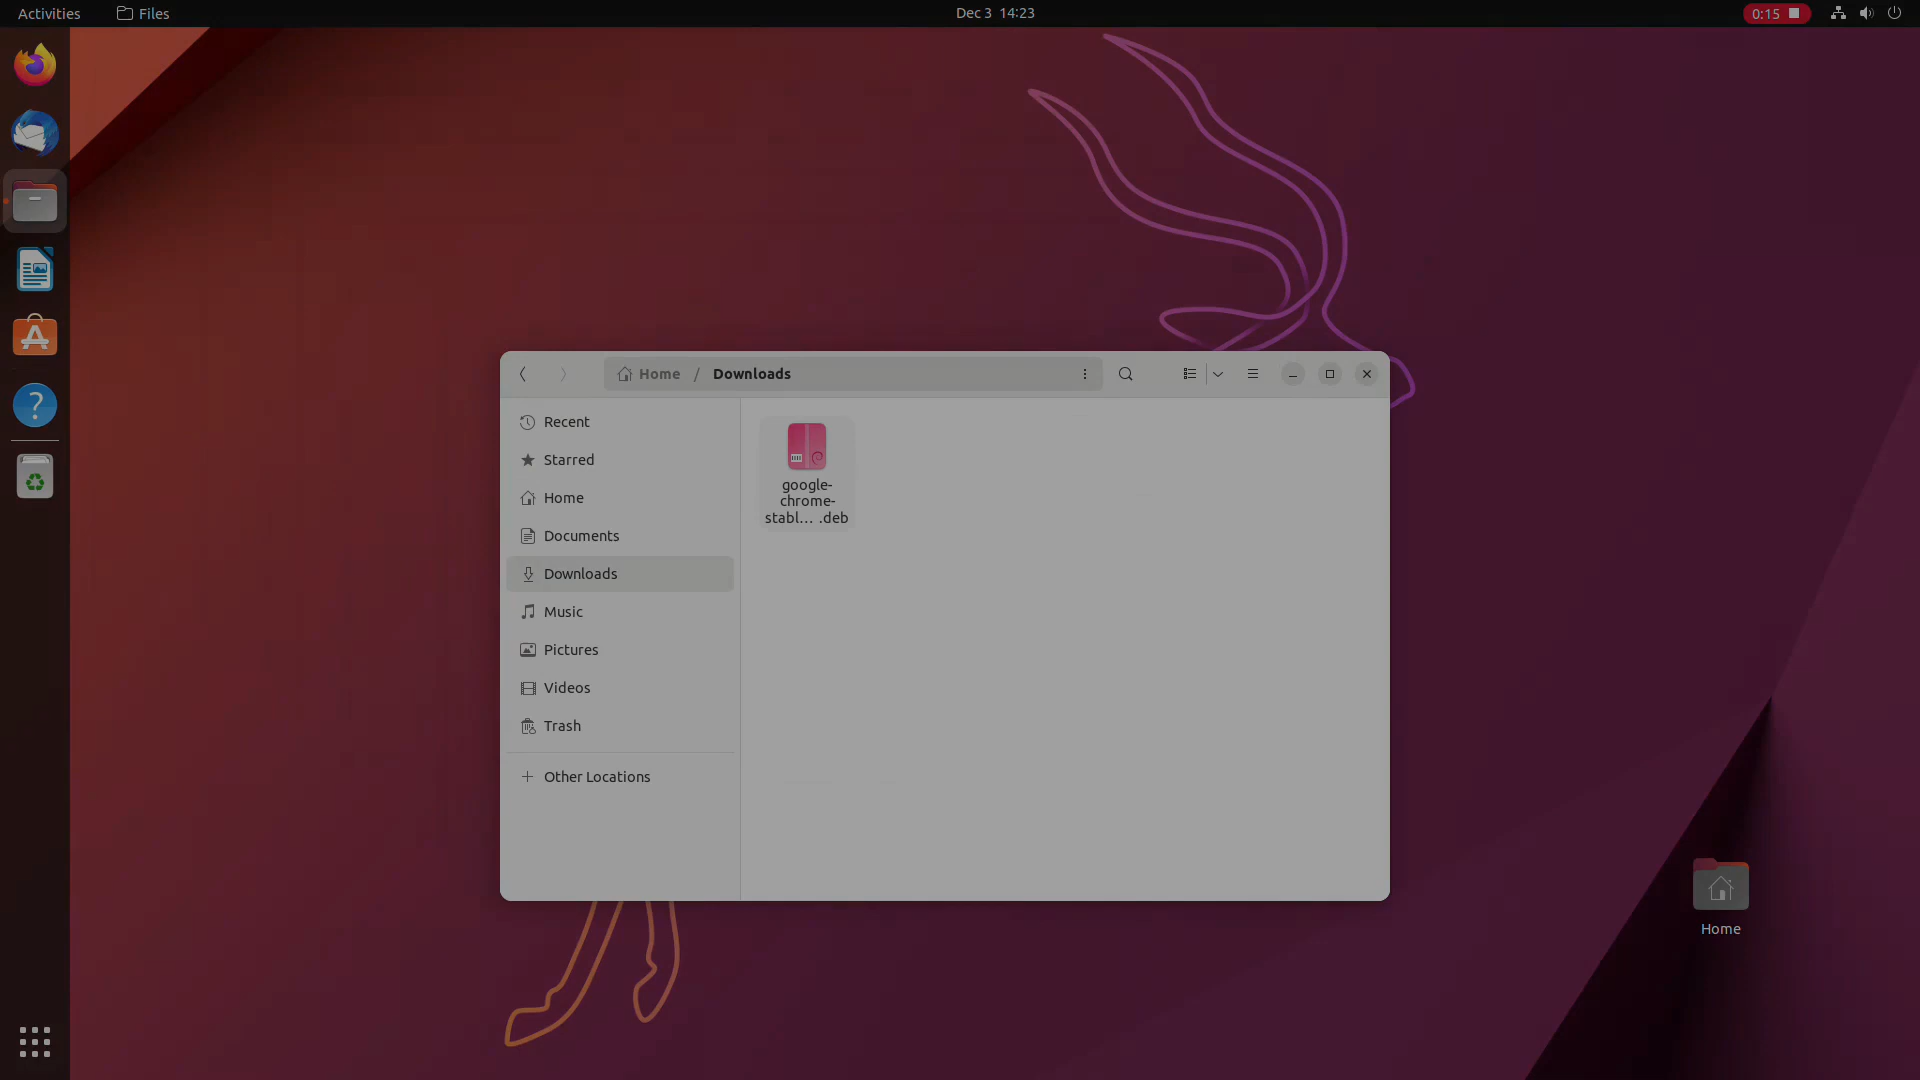 Activities
Files
Dec 3 14:23
0:15
Home / Downloads
Recent
Starred
Home
Documents
Downloads
Music
Pictures
Videos
Trash
Other Locations
google-
chrome-
stabl… .deb
Home